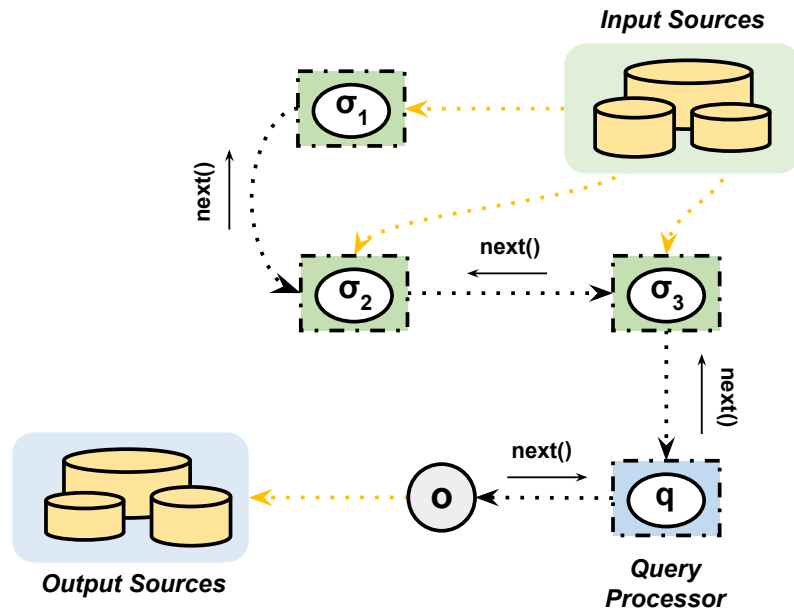 Input Sources
σ1
next()
next()
σ2
σ3
next()
next()
o
q
Output Sources
Query
Processor